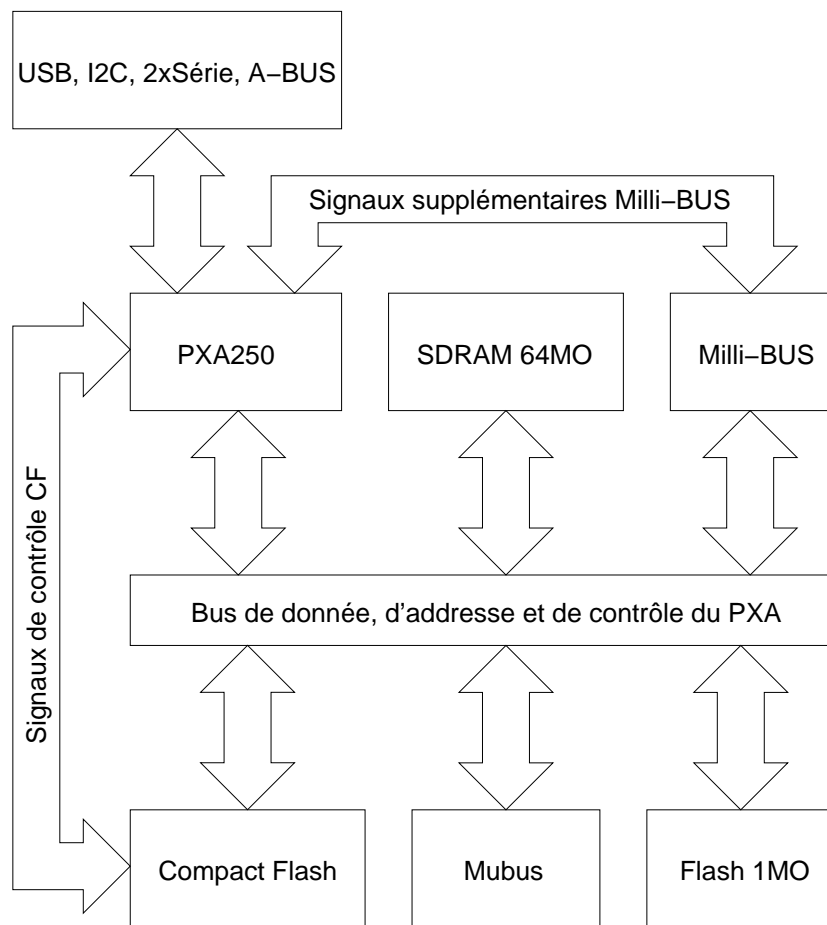 USB, I2C, 2xSérie, A−BUS
Signaux supplémentaires Milli−BUS
PXA250
SDRAM 64MO
Milli−BUS
Signaux de contrôle CF
Bus de donnée, d'addresse et de contrôle du PXA
Compact Flash
Mubus
Flash 1MO